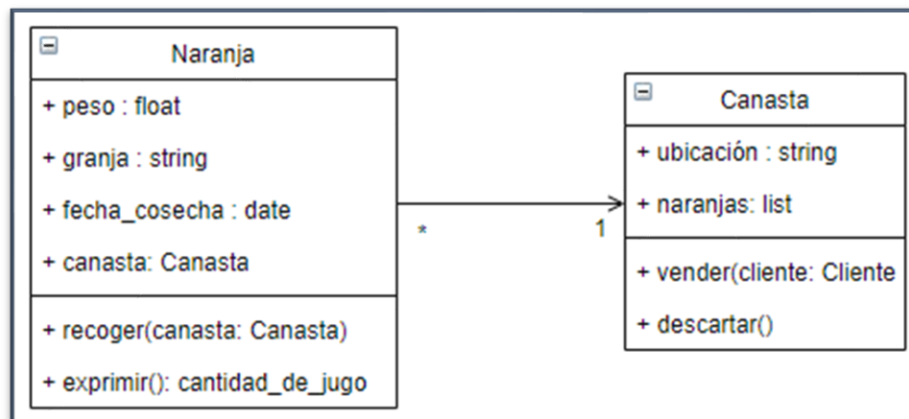 Naranja
+ peso : float
+ granja : string
+ fecha_cosecha : date
+ canasta: Canasta
+ recoger(canasta: Canasta)
+ exprimir(): cantidad_de_jugo
*
1
Canasta
+ ubicación : string
+ naranjas: list
+ vender(cliente: Cliente
+ descartar()